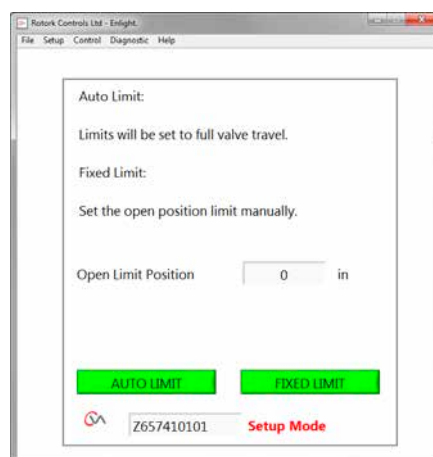 Rotork Controls Ltd - Enlight.
File Setup Control Diagnostic Help
Auto Limit:
Limits will be set to full valve travel.
Fixed Limit:
Set the open position limit manually.
Open Limit Position 0 in
AUTO LIMIT FIXED LIMIT
Z657410101 Setup Mode